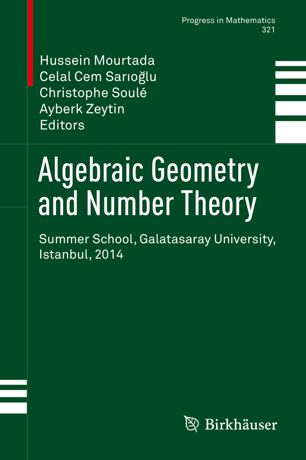 Progress in Mathematics
321
Hussein Mourtada
Celal Cem Sarıoğlu
Christophe Soulé
Ayberk Zeytin
Editors
Algebraic Geometry
and Number Theory
Summer School, Galatasaray University,
Istanbul, 2014
Birkhäuser